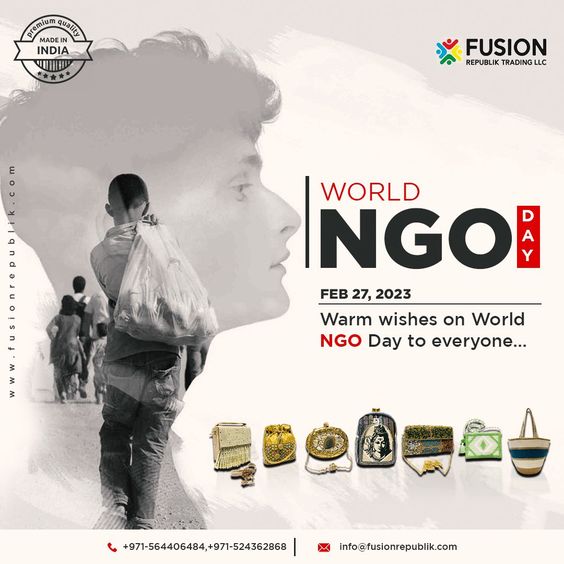 premium quality
MADE IN
INDIA
FUSION
REPUBLIK TRADING LLC
www.fusionrepublik.com
WORLD
NGO DAY
FEB 27, 2023
Warm wishes on World
NGO Day to everyone...
+971-564406484,+971-524362868
info@fusionrepublik.com